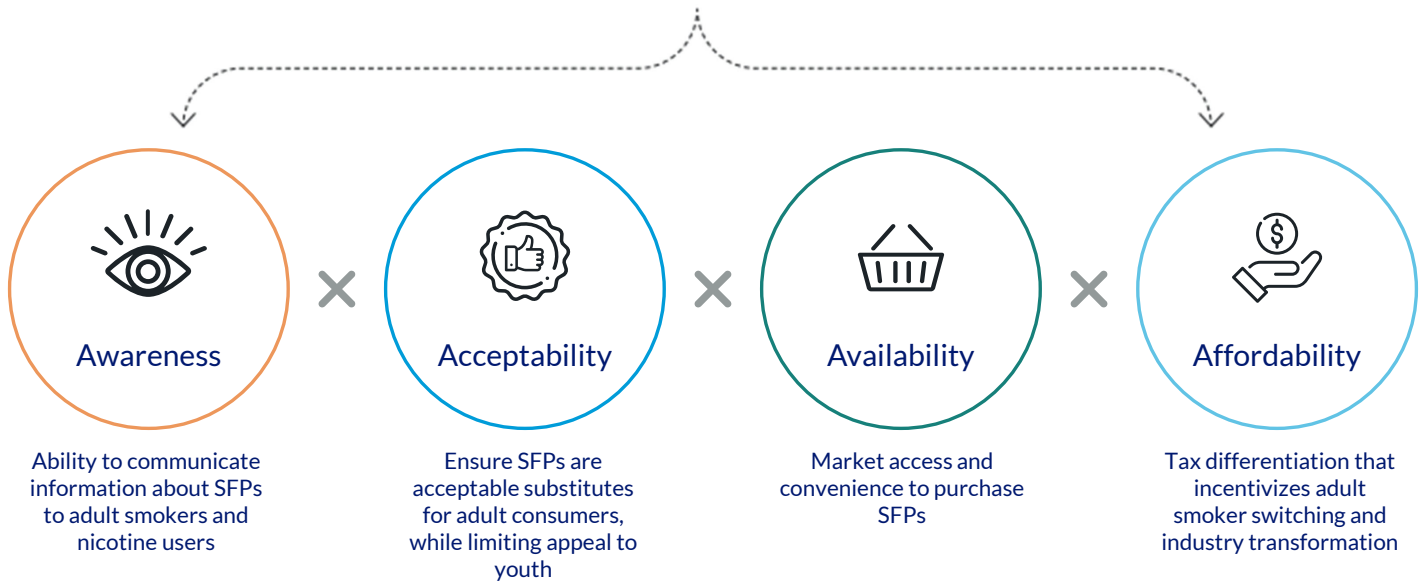 Awareness
Acceptability
Availability
Affordability
Ability to communicate
information about SFPs
to adult smokers and
nicotine users
Ensure SFPs are
acceptable substitutes
for adult consumers,
while limiting appeal to
youth
Market access and
convenience to purchase
SFPs
Tax differentiation that
incentivizes adult
smoker switching and
industry transformation